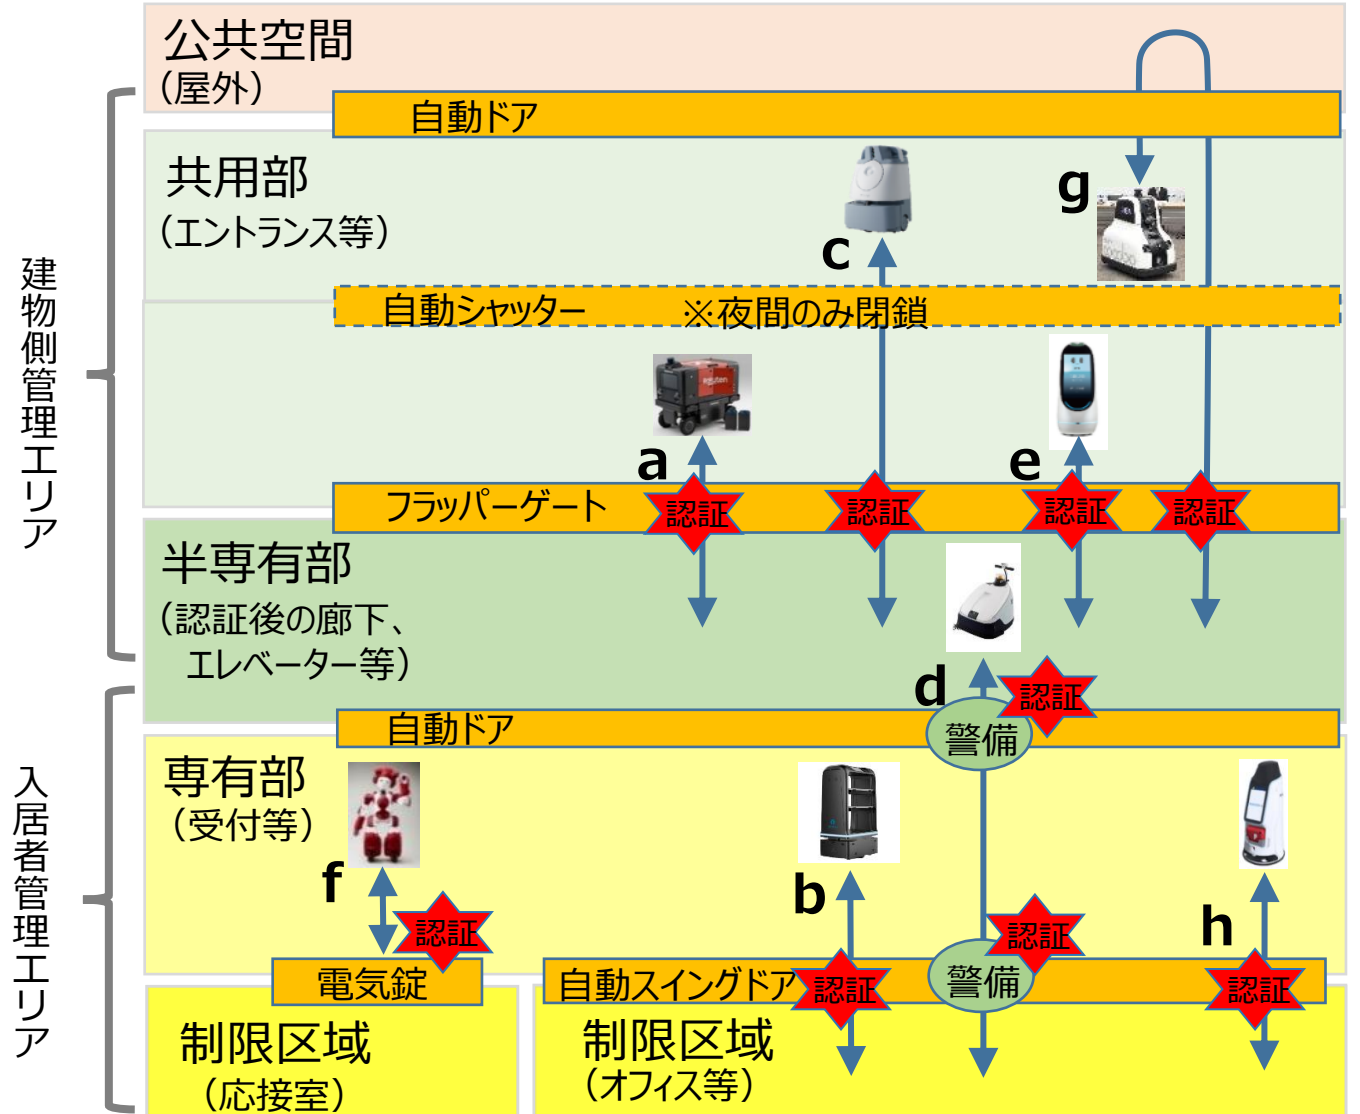 公共空間
（屋外）
自動ドア
共用部
（エントランス等）
c
g
建物側管理エリア
自動シャッター ※夜間のみ閉鎖
Rakuten
a
e
フラッパーゲート
認証
認証
認証
認証
半専有部
（認証後の廊下、
エレベーター等）
d
認証
自動ドア
警備
入居者管理エリア
専有部
（受付等）
f
認証
b
認証
h
電気錠
自動スイングドア
認証
警備
認証
制限区域
（応接室）
制限区域
（オフィス等）